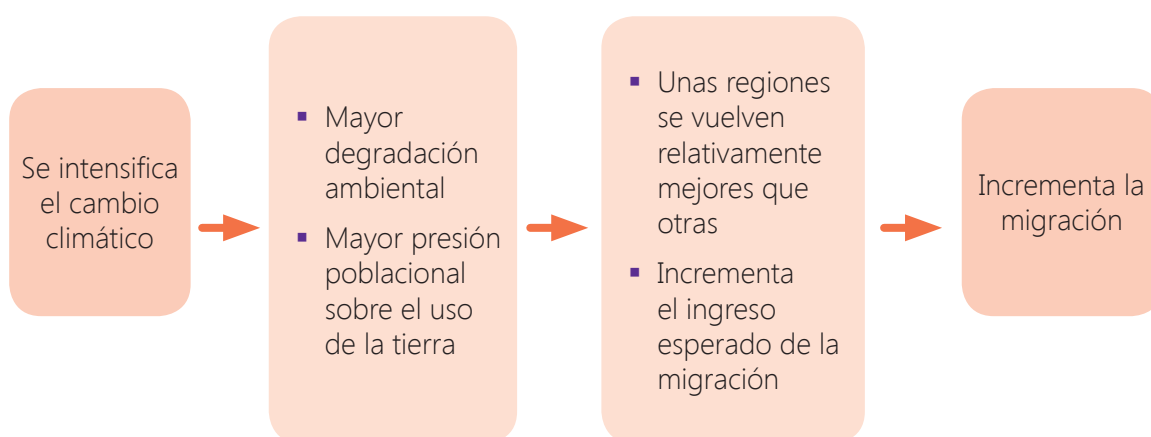 Se intensifica
el cambio
climático
▪ Mayor
degradación
ambiental
▪ Mayor presión
poblacional
sobre el uso
de la tierra
▪ Unas regiones
se vuelven
relativamente
mejores que
otras
▪ Incrementa
el ingreso
esperado de la
migración
Incrementa la
migración